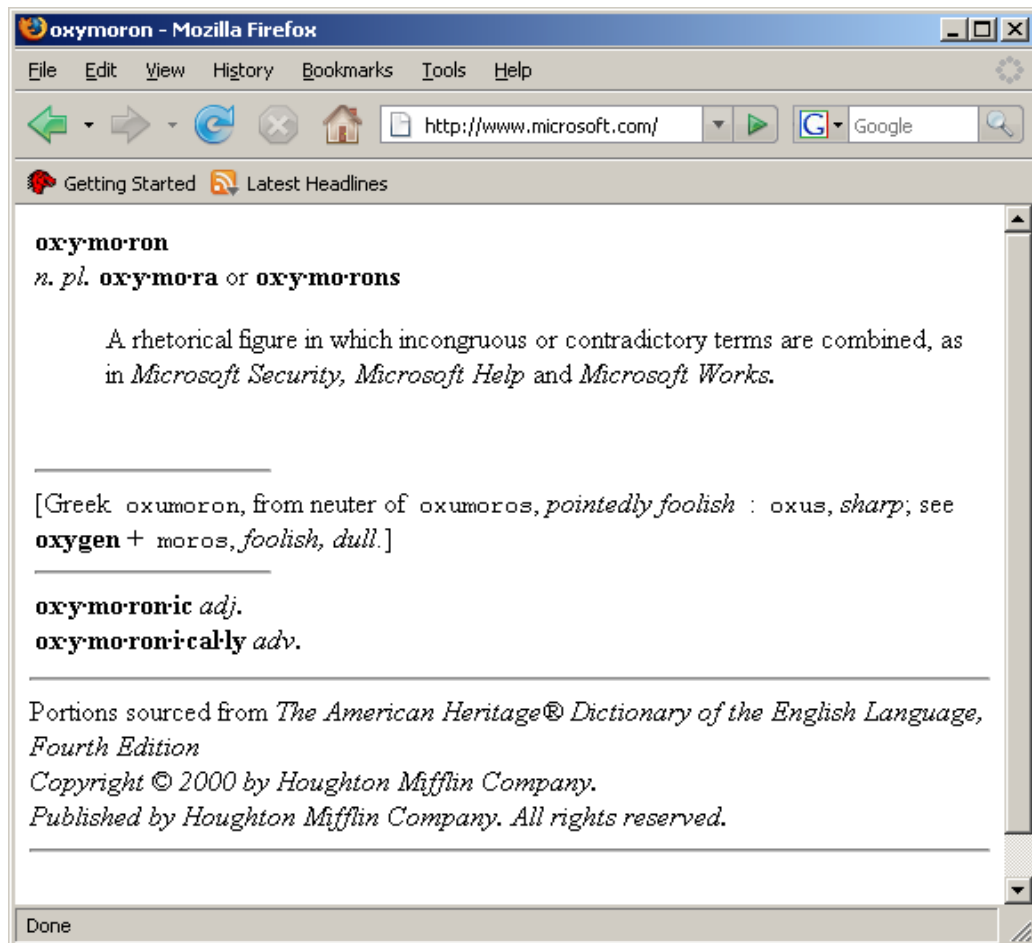 oxymoron - Mozilla Firefox
File Edit View History Bookmarks Tools Help
http://www.microsoft.com/ G Google
Getting Started Latest Headlines
ox·y·mo·ron
n. pl. ox·y·mo·ra or ox·y·mo·rons
A rhetorical figure in which incongruous or contradictory terms are combined, as
in Microsoft Security, Microsoft Help and Microsoft Works.
[Greek oxumoron, from neuter of oxumoros, pointedly foolish : oxus, sharp; see
oxygen + moros, foolish, dull.]
ox·y·mo·ron·ic adj.
ox·y·mo·ron·i·cal·ly adv.
Portions sourced from The American Heritage® Dictionary of the English Language,
Fourth Edition
Copyright © 2000 by Houghton Mifflin Company.
Published by Houghton Mifflin Company. All rights reserved.
Done